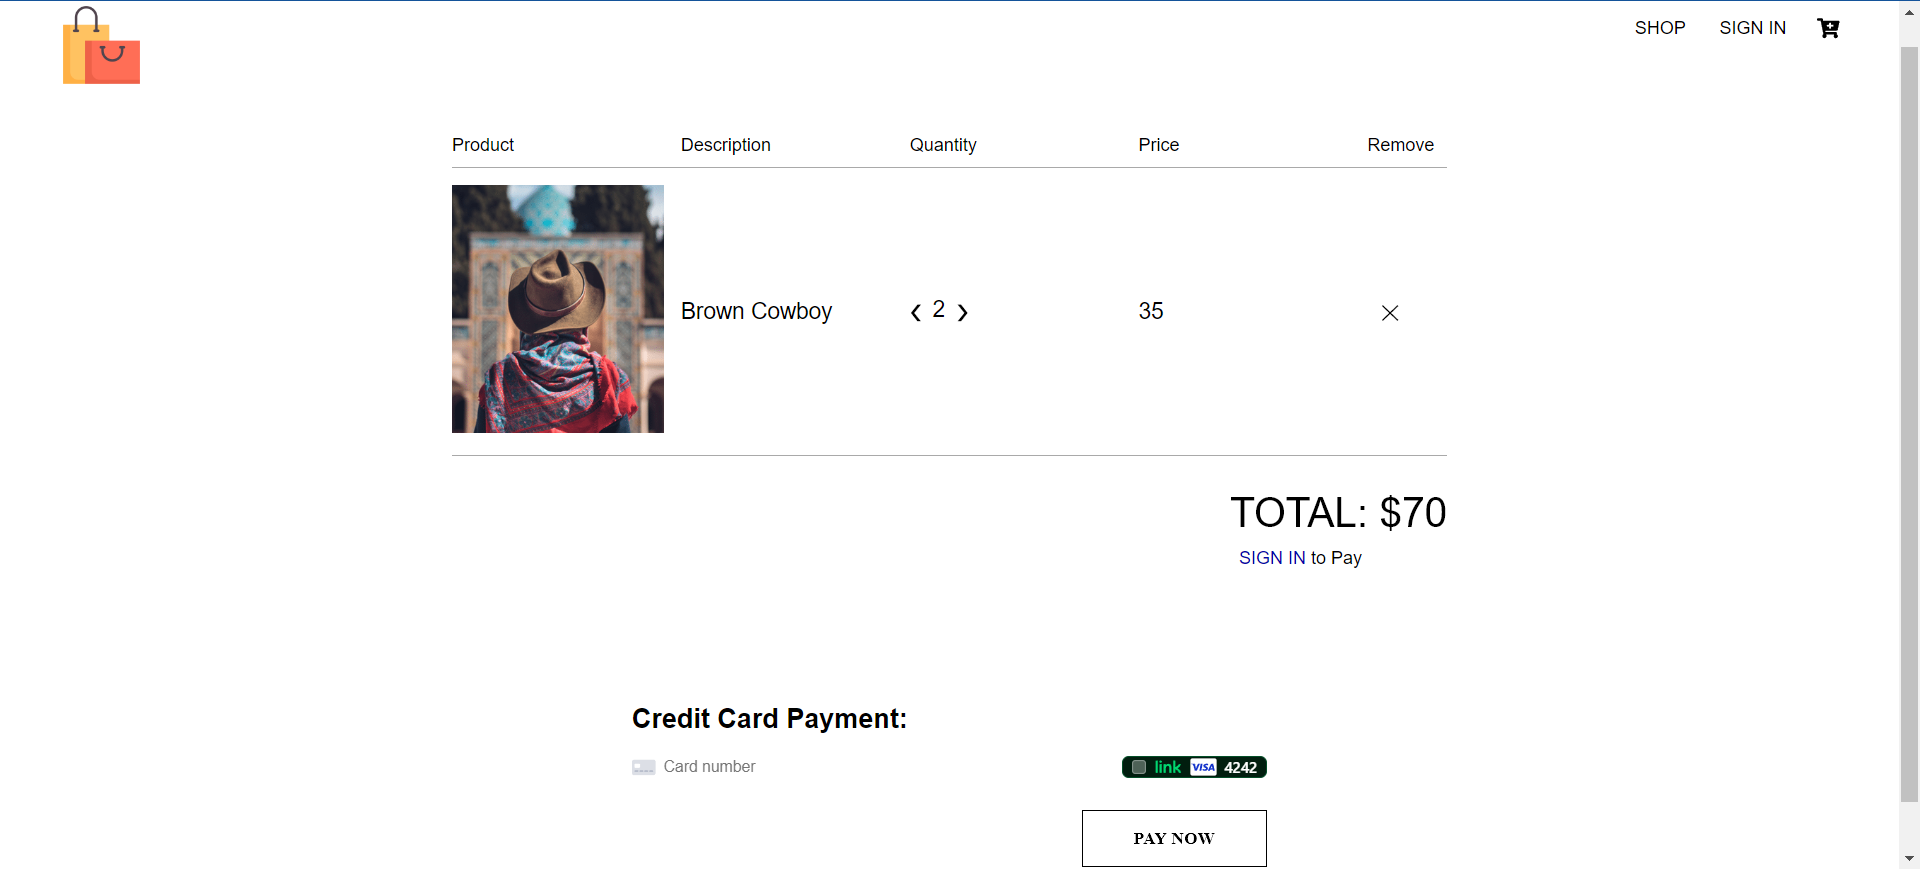 SHOP SIGN IN
Product Description Quantity Price Remove
Brown Cowboy ❮ 2 ❯ 35 ✕
TOTAL: $70
SIGN IN to Pay
Credit Card Payment:
Card number link VISA 4242
PAY NOW